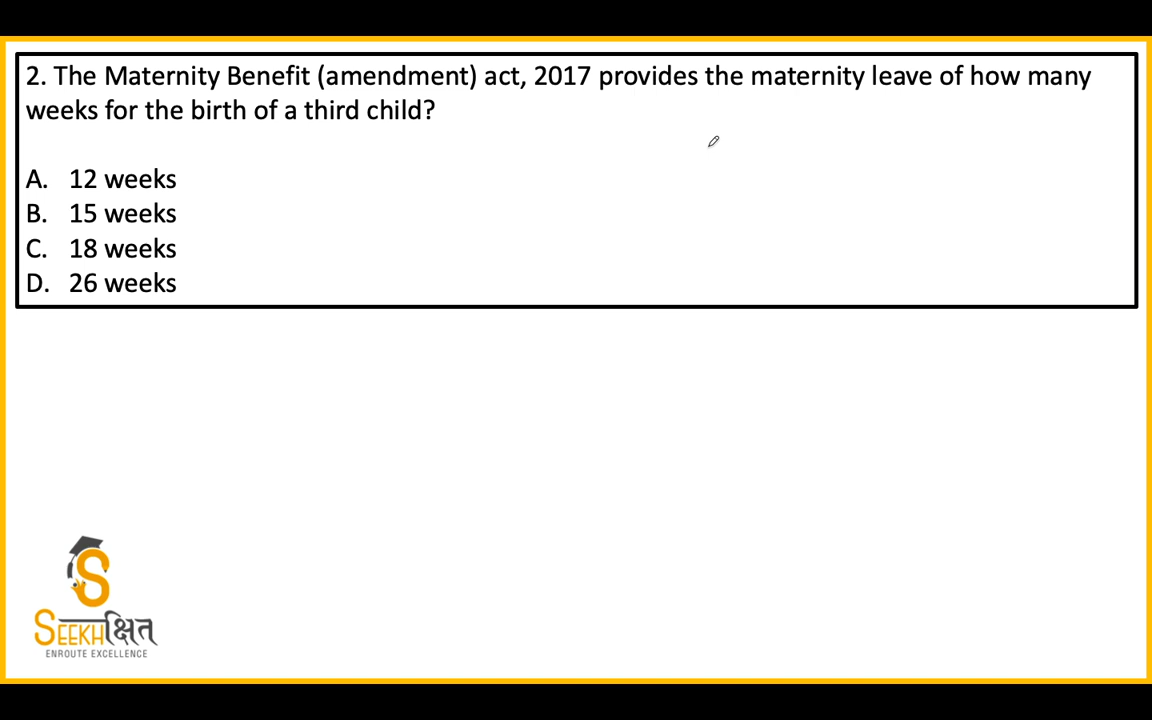 2. The Maternity Benefit (amendment) act, 2017 provides the maternity leave of how many
weeks for the birth of a third child?
A. 12 weeks
B. 15 weeks
C. 18 weeks
D. 26 weeks
SEEKHक्षित
ENROUTE EXCELLENCE